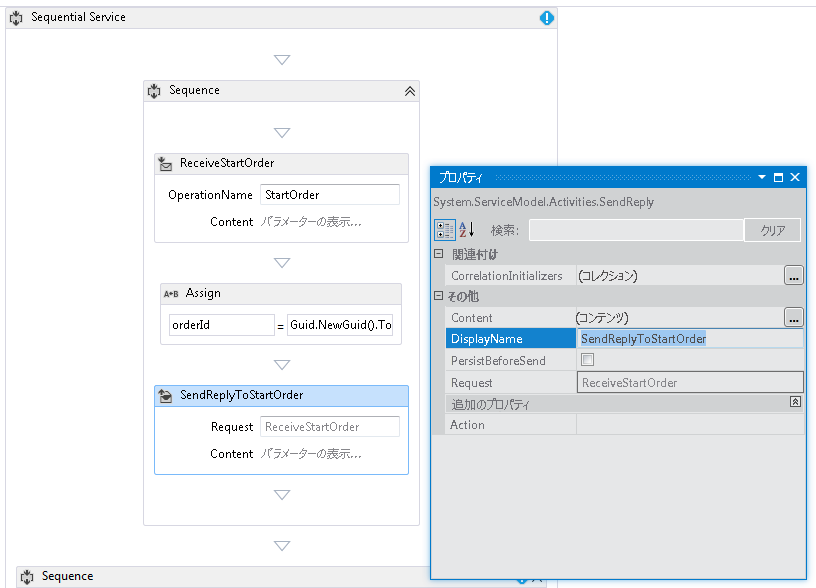 Sequential Service
Sequence
ReceiveStartOrder
OperationName StartOrder
Content パラメーターの表示...
A+B Assign
orderId = Guid.NewGuid().To
SendReplyToStartOrder
Request ReceiveStartOrder
Content パラメーターの表示...
Sequence
プロパティ
System.ServiceModel.Activities.SendReply
検索: クリア
関連付け
CorrelationInitializers (コレクション) ...
その他
Content (コンテンツ) ...
DisplayName SendReplyToStartOrder
PersistBeforeSend
Request ReceiveStartOrder
追加のプロパティ
Action